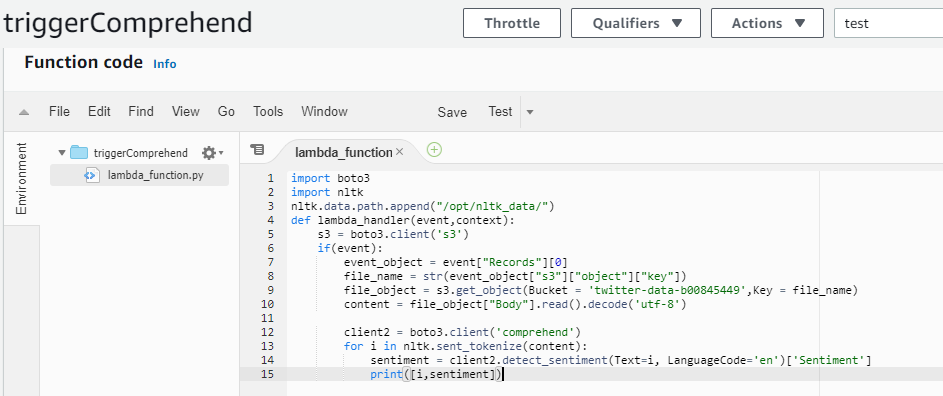 triggerComprehend
Throttle Qualifiers Actions test
Function code Info
File Edit Find View Go Tools Window Save Test
Environment
triggerComprehend
lambda_function.py
lambda_function
1 import boto3
2 import nltk
3 nltk.data.path.append("/opt/nltk_data/")
4 def lambda_handler(event,context):
5     s3 = boto3.client('s3')
6     if(event):
7         event_object = event["Records"][0]
8         file_name = str(event_object["s3"]["object"]["key"])
9         file_object = s3.get_object(Bucket = 'twitter-data-b00845449',Key = file_name)
10         content = file_object["Body"].read().decode('utf-8')
11
12         client2 = boto3.client('comprehend')
13         for i in nltk.sent_tokenize(content):
14             sentiment = client2.detect_sentiment(Text=i, LanguageCode='en')['Sentiment']
15             print([i,sentiment])